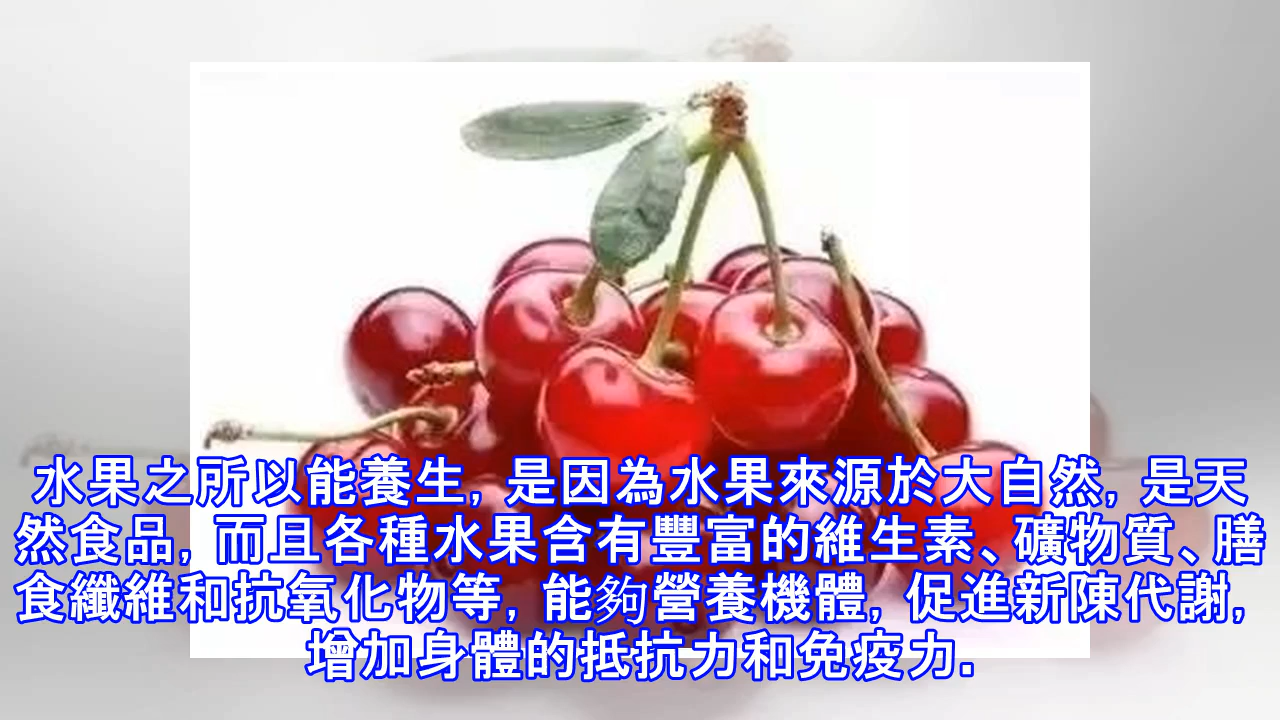 水果之所以能養生, 是因為水果來源於大自然, 是天
然食品, 而且各種水果含有豐富的維生素、礦物質、膳
食纖維和抗氧化物等, 能夠營養機體, 促進新陳代謝,
增加身體的抵抗力和免疫力.